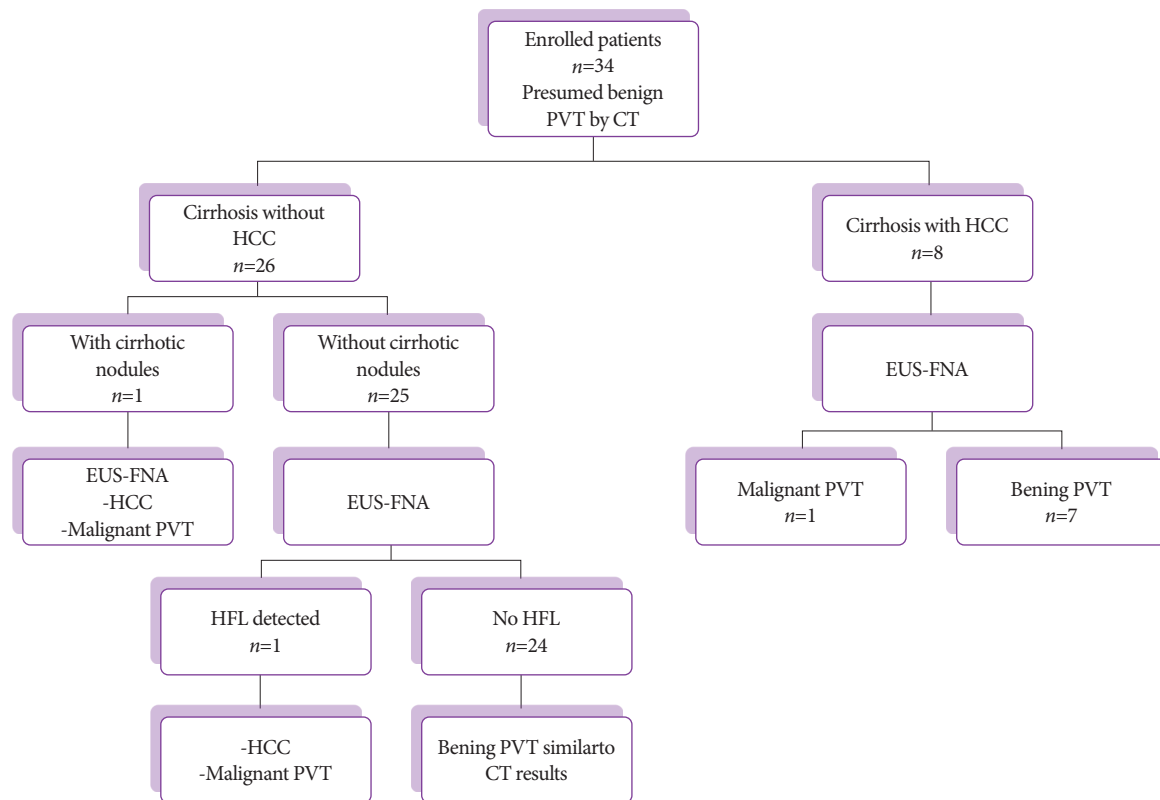 Enrolled patients
n=34
Presumed benign
PVT by CT
Cirrhosis without
HCC
n=26
Cirrhosis with HCC
n=8
With cirrhotic
nodules
n=1
Without cirrhotic
nodules
n=25
EUS-FNA
EUS-FNA
-HCC
-Malignant PVT
EUS-FNA
Malignant PVT
n=1
Bening PVT
n=7
HFL detected
n=1
No HFL
n=24
-HCC
-Malignant PVT
Bening PVT similarto
CT results